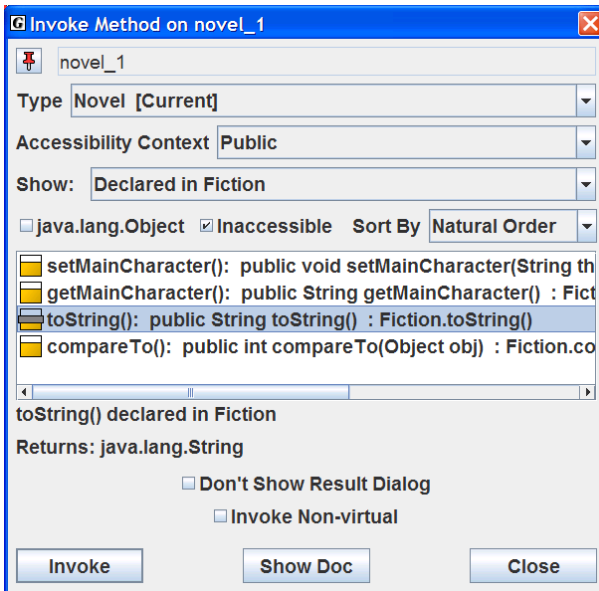 G Invoke Method on novel_1
novel_1
Type Novel [Current]
Accessibility Context Public
Show: Declared in Fiction
java.lang.Object Inaccessible Sort By Natural Order
setMainCharacter(): public void setMainCharacter(String th
getMainCharacter(): public String getMainCharacter() : Fict
toString(): public String toString() : Fiction.toString()
compareTo(): public int compareTo(Object obj) : Fiction.co
toString() declared in Fiction
Returns: java.lang.String
Don't Show Result Dialog
Invoke Non-virtual
Invoke Show Doc Close